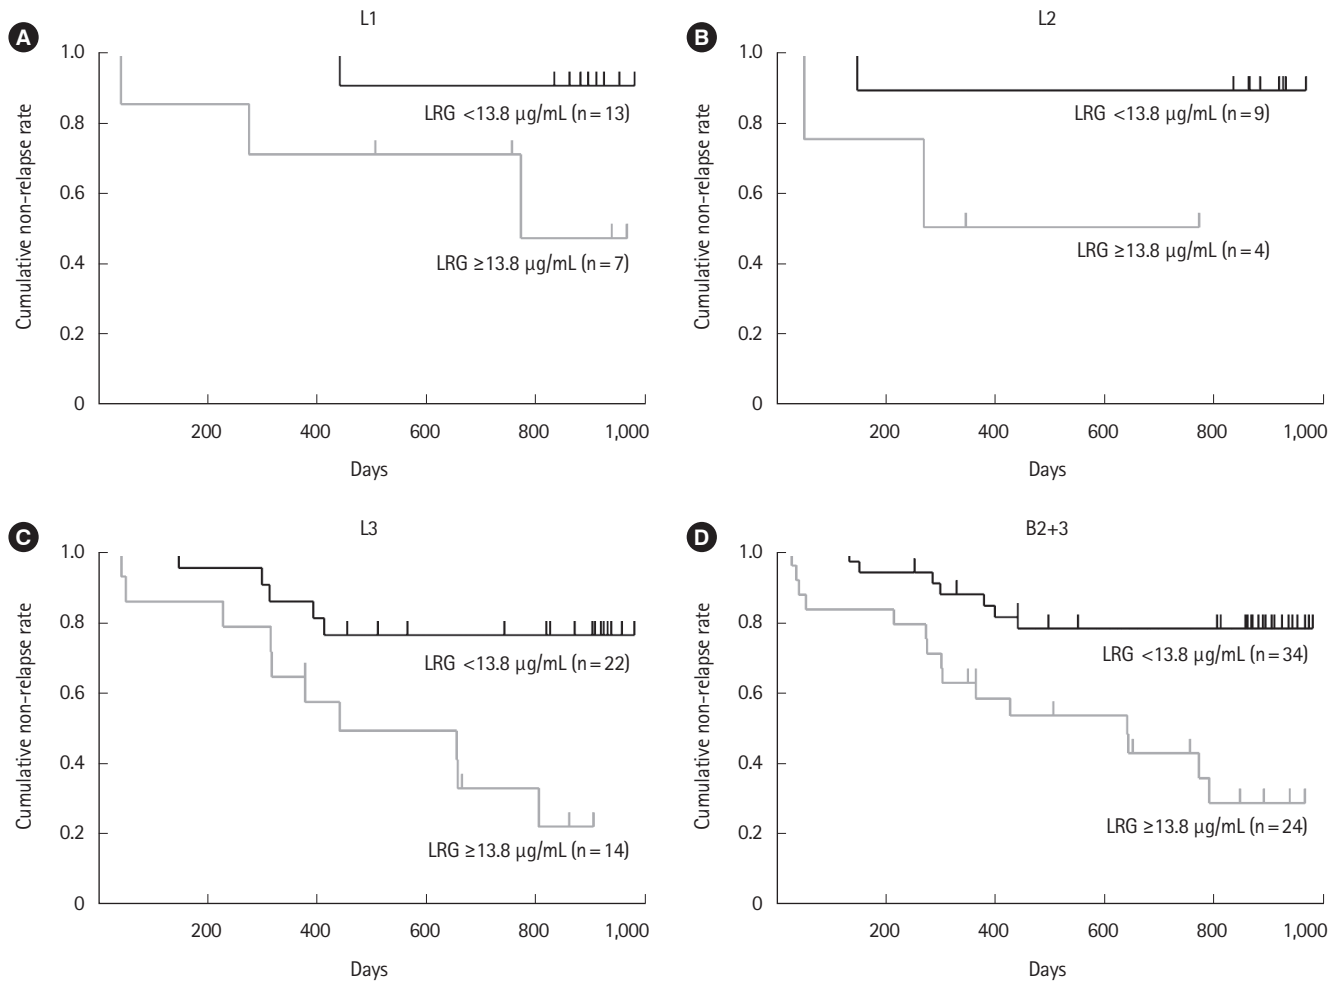 A
L1
Cumulative non-relapse rate
1.0
0.8
0.6
0.4
0.2
0
LRG <13.8 μg/mL (n=13)
LRG ≥13.8 μg/mL (n=7)
200 400 600 800 1,000
Days
B
L2
Cumulative non-relapse rate
1.0
0.8
0.6
0.4
0.2
0
LRG <13.8 μg/mL (n=9)
LRG ≥13.8 μg/mL (n=4)
200 400 600 800 1,000
Days
C
L3
Cumulative non-relapse rate
1.0
0.8
0.6
0.4
0.2
0
LRG <13.8 μg/mL (n=22)
LRG ≥13.8 μg/mL (n=14)
200 400 600 800 1,000
Days
D
B2+3
Cumulative non-relapse rate
1.0
0.8
0.6
0.4
0.2
0
LRG <13.8 μg/mL (n=34)
LRG ≥13.8 μg/mL (n=24)
200 400 600 800 1,000
Days